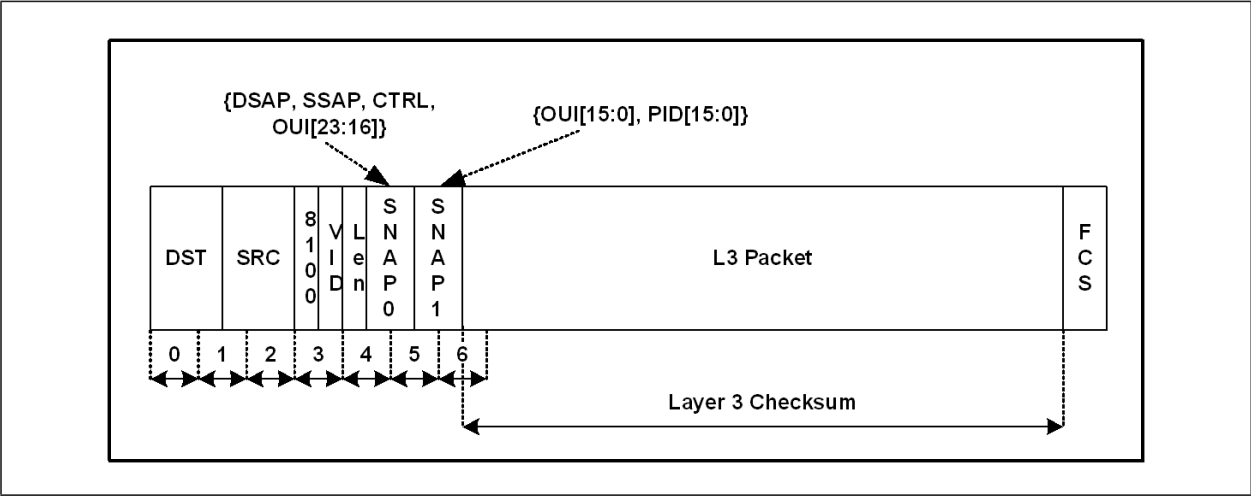 {DSAP, SSAP, CTRL,
OUI[23:16]}
{OUI[15:0], PID[15:0]}
DST
SRC
8100
VID
Len
SNAP0
SNAP1
L3 Packet
FCS
0 1 2 3 4 5 6
Layer 3 Checksum